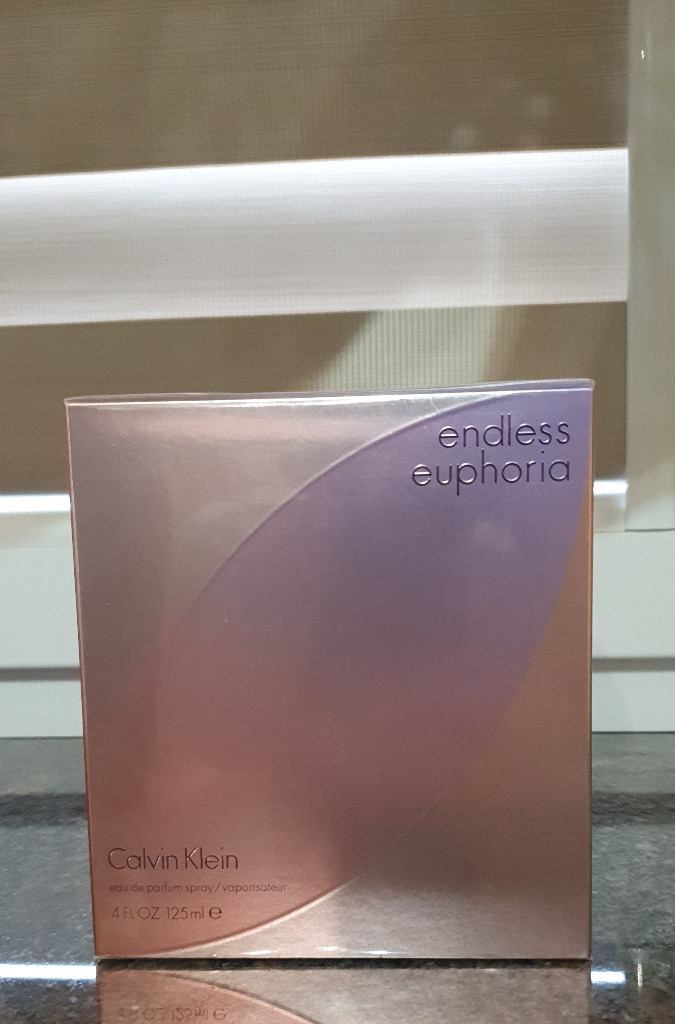 endless
euphoria
Calvin Klein
eau de parfum spray/vaporisateur
4 FL OZ 125ml ℮